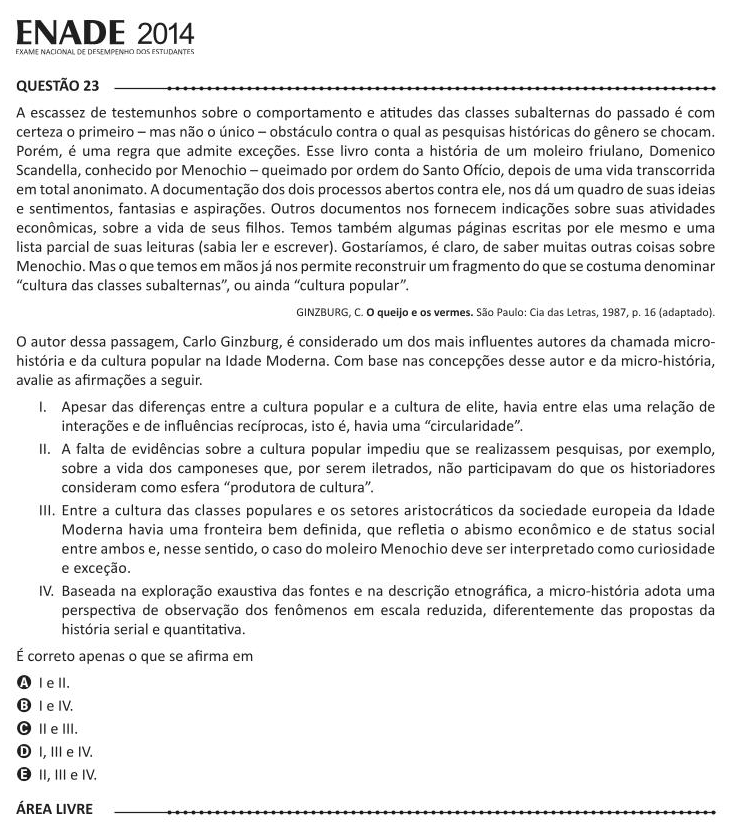 ENADE 2014
EXAME NACIONAL DE DESEMPENHO DOS ESTUDANTES
QUESTÃO 23
A escassez de testemunhos sobre o comportamento e atitudes das classes subalternas do passado é com
certeza o primeiro – mas não o único – obstáculo contra o qual as pesquisas históricas do gênero se chocam.
Porém, é uma regra que admite exceções. Esse livro conta a história de um moleiro friulano, Domenico
Scandella, conhecido por Menochio – queimado por ordem do Santo Ofício, depois de uma vida transcorrida
em total anonimato. A documentação dos dois processos abertos contra ele, nos dá um quadro de suas ideias
e sentimentos, fantasias e aspirações. Outros documentos nos fornecem indicações sobre suas atividades
econômicas, sobre a vida de seus filhos. Temos também algumas páginas escritas por ele mesmo e uma
lista parcial de suas leituras (sabia ler e escrever). Gostaríamos, é claro, de saber muitas outras coisas sobre
Menochio. Mas o que temos em mãos já nos permite reconstruir um fragmento do que se costuma denominar
“cultura das classes subalternas”, ou ainda “cultura popular”.
GINZBURG, C. O queijo e os vermes. São Paulo: Cia das Letras, 1987, p. 16 (adaptado).
O autor dessa passagem, Carlo Ginzburg, é considerado um dos mais influentes autores da chamada micro-
história e da cultura popular na Idade Moderna. Com base nas concepções desse autor e da micro-história,
avalie as afirmações a seguir.
I. Apesar das diferenças entre a cultura popular e a cultura de elite, havia entre elas uma relação de
interações e de influências recíprocas, isto é, havia uma “circularidade”.
II. A falta de evidências sobre a cultura popular impediu que se realizassem pesquisas, por exemplo,
sobre a vida dos camponeses que, por serem iletrados, não participavam do que os historiadores
consideram como esfera “produtora de cultura”.
III. Entre a cultura das classes populares e os setores aristocráticos da sociedade europeia da Idade
Moderna havia uma fronteira bem definida, que refletia o abismo econômico e de status social
entre ambos e, nesse sentido, o caso do moleiro Menochio deve ser interpretado como curiosidade
e exceção.
IV. Baseada na exploração exaustiva das fontes e na descrição etnográfica, a micro-história adota uma
perspectiva de observação dos fenômenos em escala reduzida, diferentemente das propostas da
história serial e quantitativa.
É correto apenas o que se afirma em
A I e II.
B I e IV.
C II e III.
D I, III e IV.
E II, III e IV.
ÁREA LIVRE